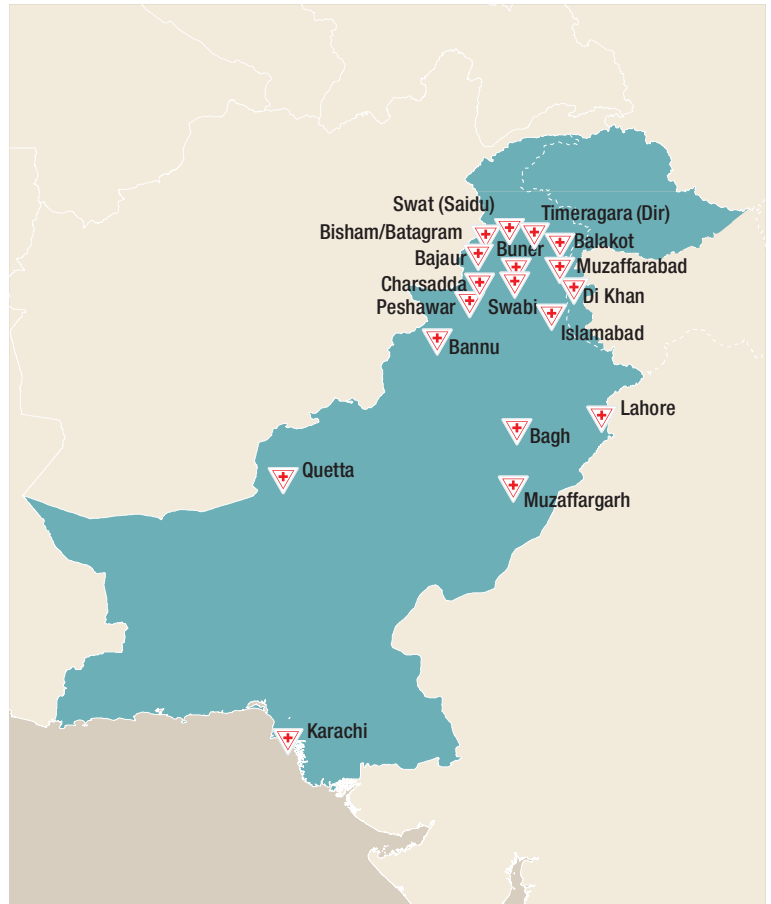 Swat (Saidu)
Timeragara (Dir)
Bisham/Batagram
Buner
Balakot
Bajaur
Muzaffarabad
Charsadda
Di Khan
Peshawar
Swabi
Islamabad
Bannu
Lahore
Bagh
Quetta
Muzaffargarh
Karachi